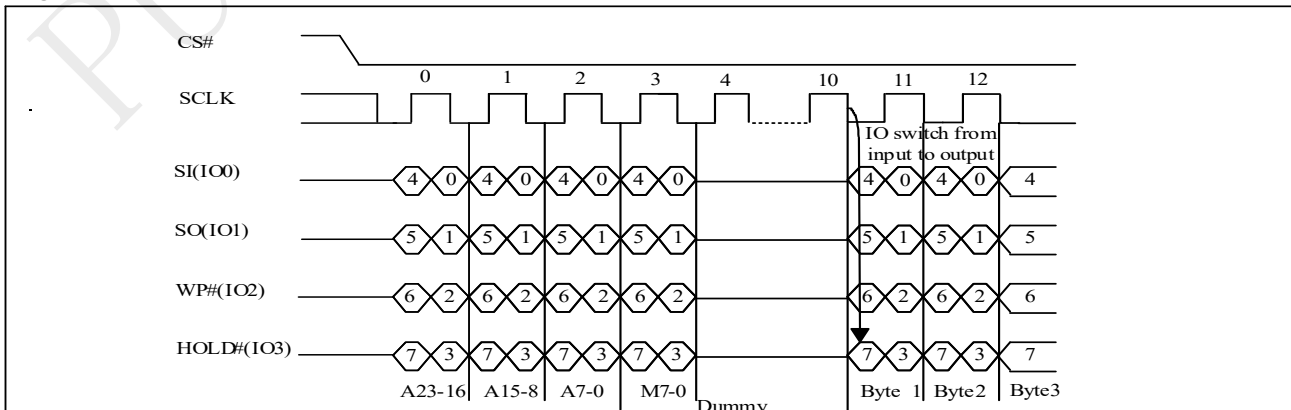 CS#
0 1 2 3 4 10 11 12
SCLK
IO switch from
input to output
SI(IO0) 4 0 4 0 4 0 4 0 4 0 4 0 4
SO(IO1) 5 1 5 1 5 1 5 1 5 1 5 1 5
WP#(IO2) 6 2 6 2 6 2 6 2 6 2 6 2 6
HOLD#(IO3) 7 3 7 3 7 3 7 3 7 3 7 3 7
A23-16 A15-8 A7-0 M7-0 Byte 1 Byte2 Byte3
Dummy